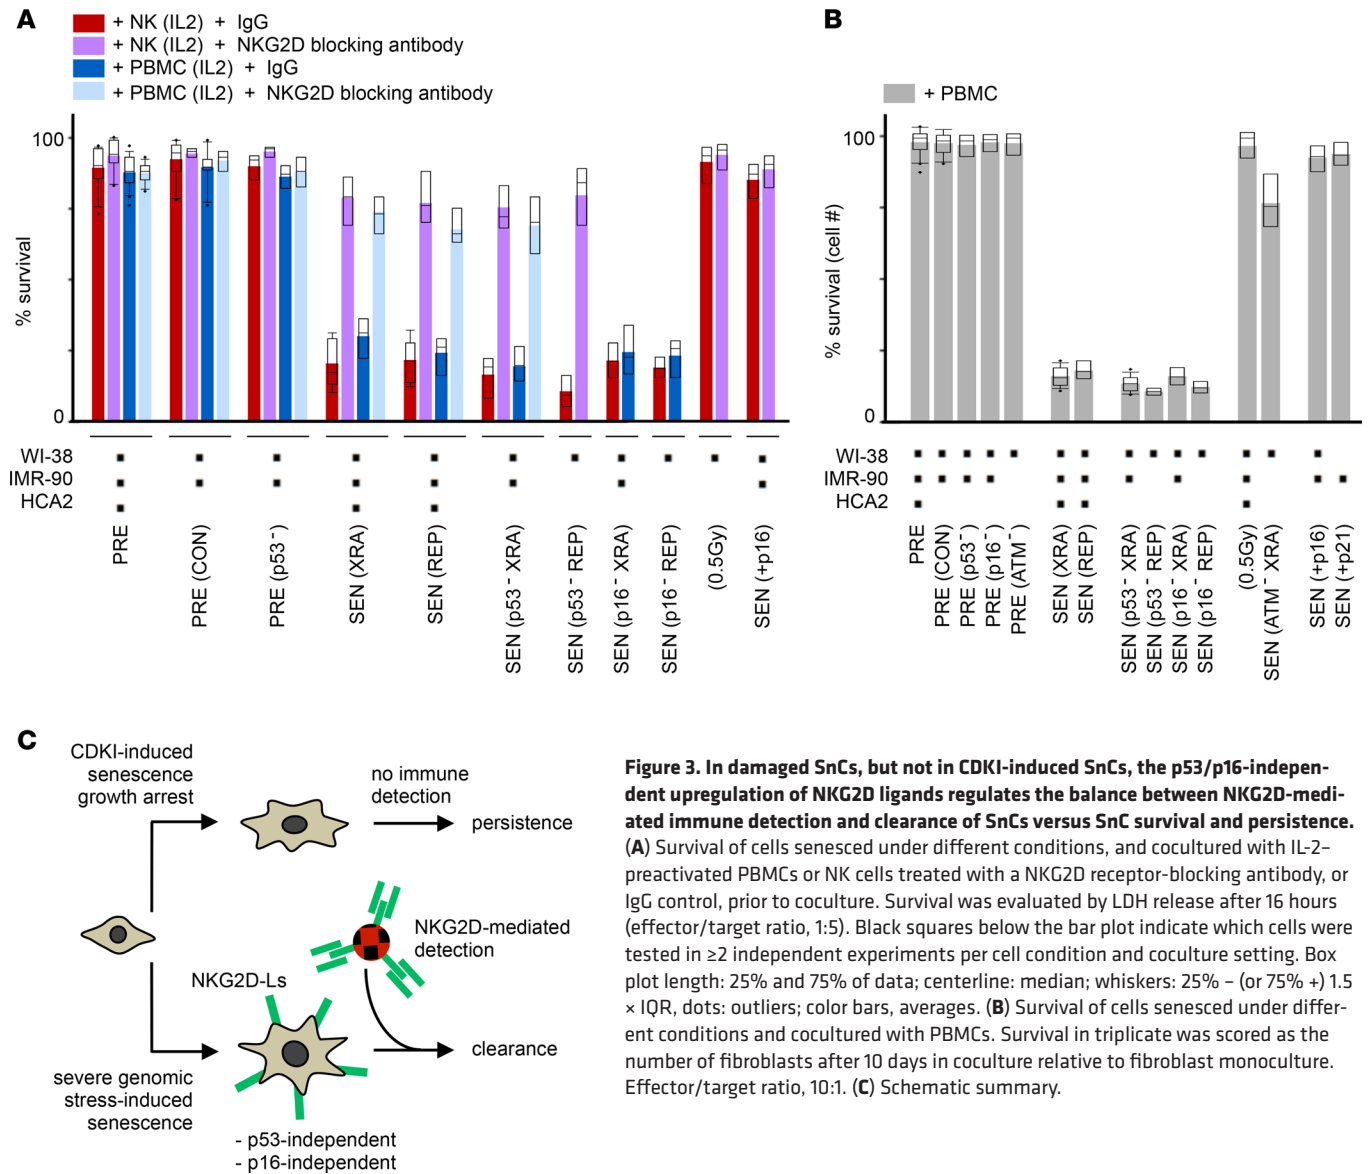 A
+ NK (IL2) + IgG
+ NK (IL2) + NKG2D blocking antibody
+ PBMC (IL2) + IgG
+ PBMC (IL2) + NKG2D blocking antibody
100
% survival
0
WI-38
IMR-90
HCA2
PRE
PRE (CON)
PRE (p53⁻)
SEN (XRA)
SEN (REP)
SEN (p53⁻ XRA)
SEN (p53⁻ REP)
SEN (p16⁻ XRA)
SEN (p16⁻ REP)
(0.5Gy)
SEN (+p16)
B
+ PBMC
100
% survival (cell #)
0
WI-38
IMR-90
HCA2
PRE
PRE (CON)
PRE (p53⁻)
PRE (p16⁻)
PRE (ATM⁻)
SEN (XRA)
SEN (REP)
SEN (p53⁻ XRA)
SEN (p53⁻ REP)
SEN (p16⁻ XRA)
SEN (p16⁻ REP)
(0.5Gy)
SEN (ATM⁻ XRA)
SEN (+p16)
SEN (+p21)
C
CDKI-induced
senescence
growth arrest
no immune
detection
persistence
NKG2D-mediated
detection
NKG2D-Ls
clearance
severe genomic
stress-induced
senescence
- p53-independent
- p16-independent
Figure 3. In damaged SnCs, but not in CDKI-induced SnCs, the p53/p16-indepen-
dent upregulation of NKG2D ligands regulates the balance between NKG2D-medi-
ated immune detection and clearance of SnCs versus SnC survival and persistence.
(A) Survival of cells senesced under different conditions, and cocultured with IL-2–
preactivated PBMCs or NK cells treated with a NKG2D receptor-blocking antibody, or
IgG control, prior to coculture. Survival was evaluated by LDH release after 16 hours
(effector/target ratio, 1:5). Black squares below the bar plot indicate which cells were
tested in ≥2 independent experiments per cell condition and coculture setting. Box
plot length: 25% and 75% of data; centerline: median; whiskers: 25% – (or 75% +) 1.5
× IQR, dots: outliers; color bars, averages. (B) Survival of cells senesced under differ-
ent conditions and cocultured with PBMCs. Survival in triplicate was scored as the
number of fibroblasts after 10 days in coculture relative to fibroblast monoculture.
Effector/target ratio, 10:1. (C) Schematic summary.